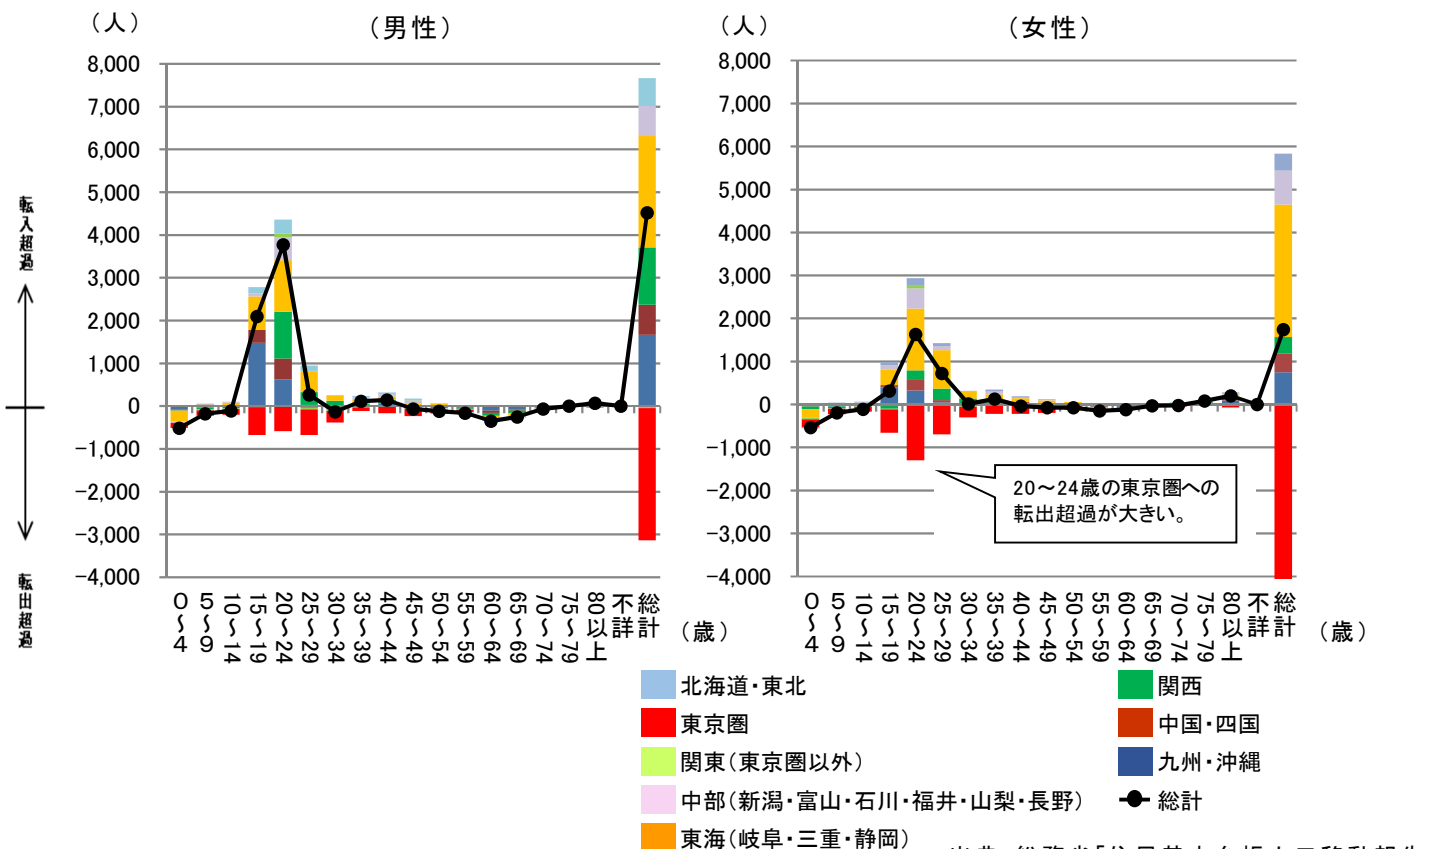 （人）
（男性）
8,000
7,000
6,000
5,000
4,000
3,000
2,000
1,000
0
−1,000
−2,000
−3,000
−4,000
転入超過
転出超過
0～4
5～9
10～14
15～19
20～24
25～29
30～34
35～39
40～44
45～49
50～54
55～59
60～64
65～69
70～74
75～79
80以上
不詳
総計
（歳）
（人）
（女性）
8,000
7,000
6,000
5,000
4,000
3,000
2,000
1,000
0
−1,000
−2,000
−3,000
−4,000
20～24歳の東京圏への
転出超過が大きい。
0～4
5～9
10～14
15～19
20～24
25～29
30～34
35～39
40～44
45～49
50～54
55～59
60～64
65～69
70～74
75～79
80以上
不詳
総計
（歳）
北海道・東北
東京圏
関東（東京圏以外）
中部（新潟・富山・石川・福井・山梨・長野）
東海（岐阜・三重・静岡）
関西
中国・四国
九州・沖縄
総計